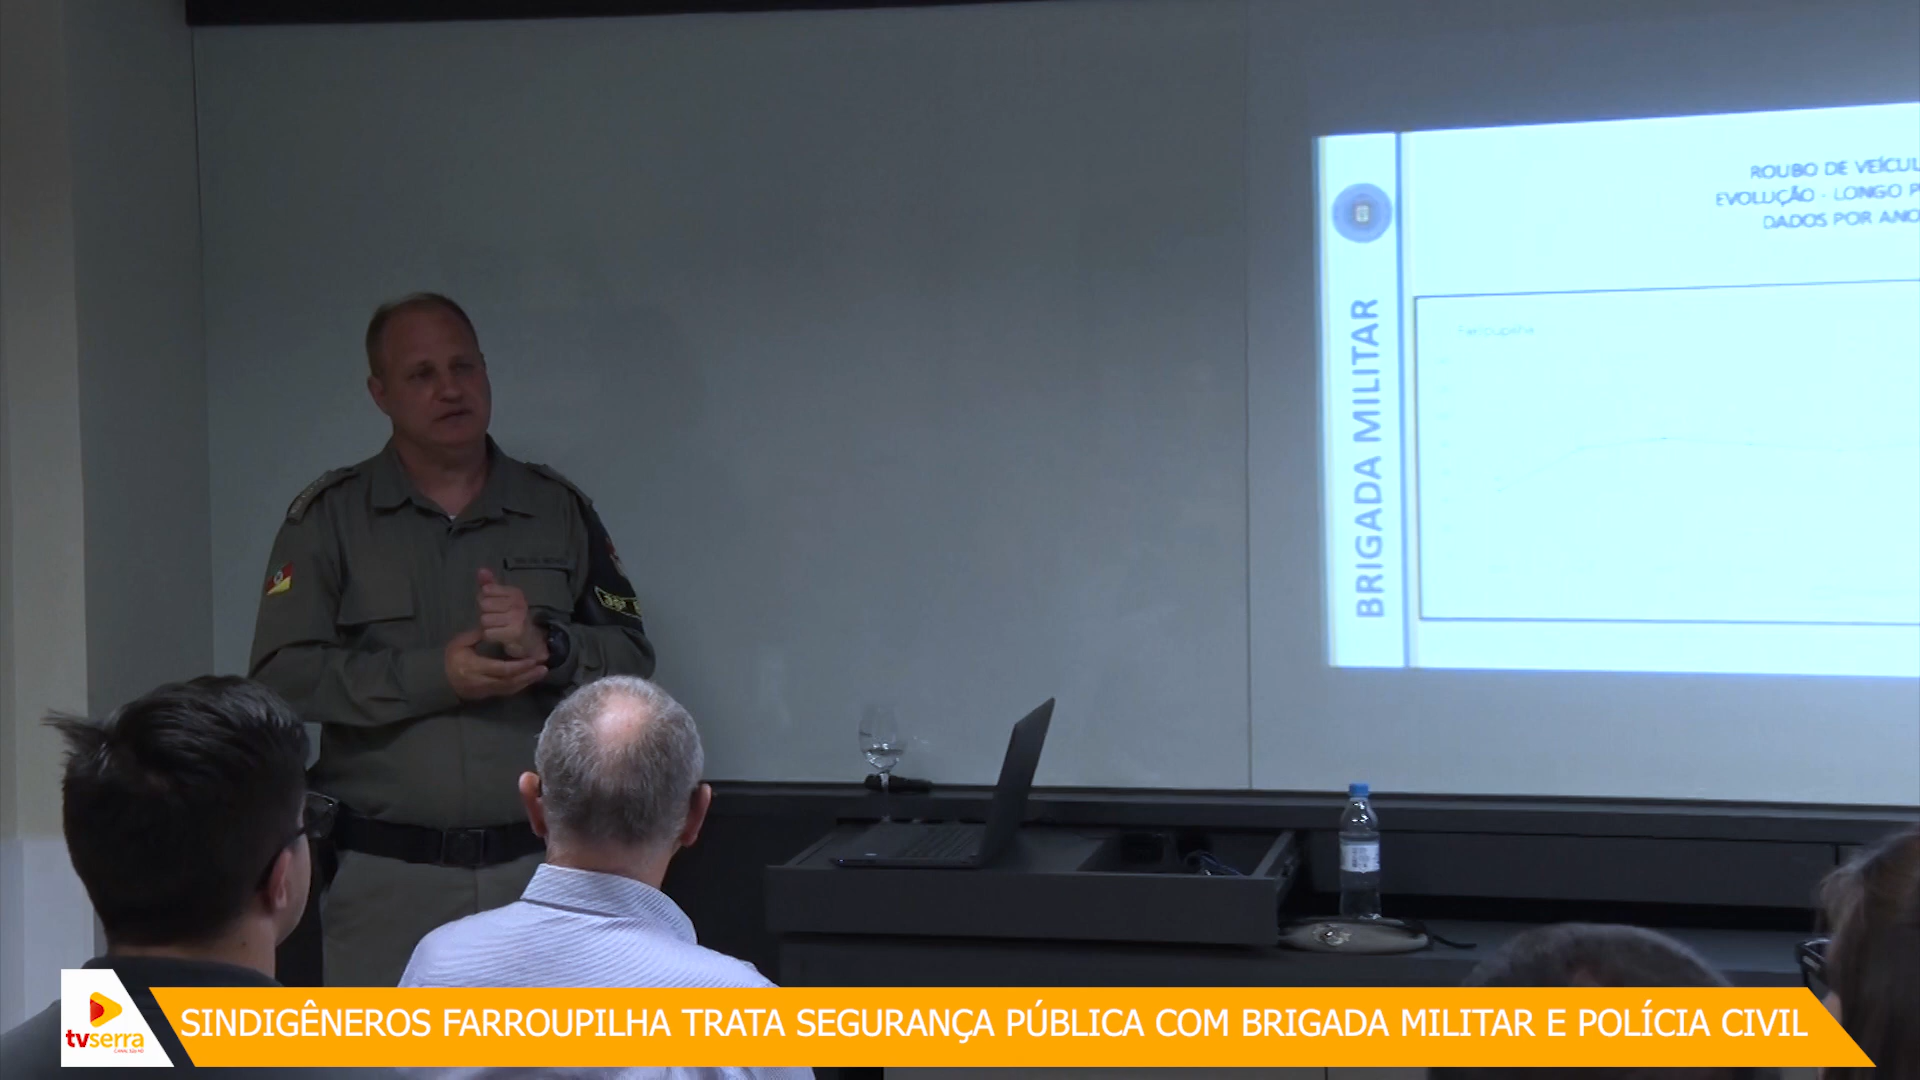 ROUBO DE VEÍCUL
EVOLUÇÃO - LONGO P
DADOS POR ANO
Farroupilha
BRIGADA MILITAR
tvserra
SINDIGÊNEROS FARROUPILHA TRATA SEGURANÇA PÚBLICA COM BRIGADA MILITAR E POLÍCIA CIVIL